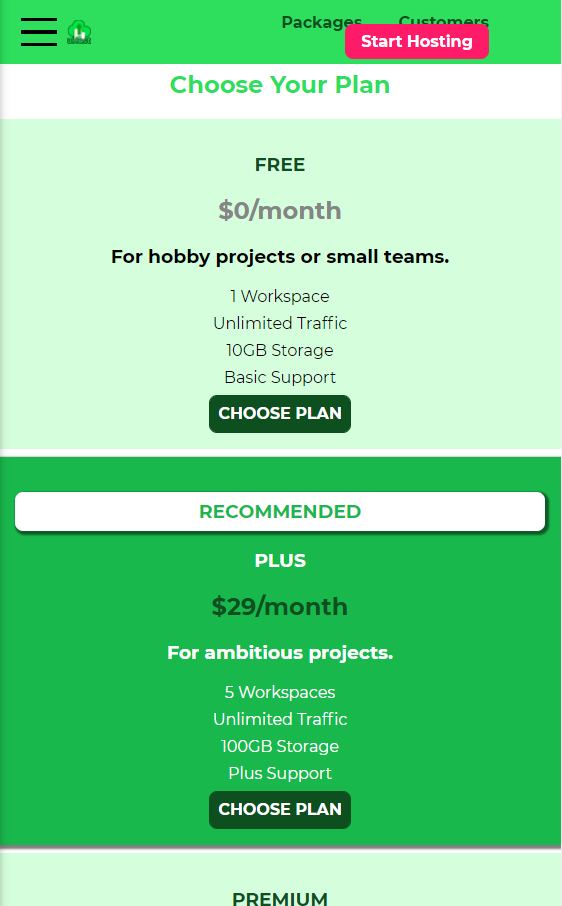 Packages Customers
Start Hosting
Choose Your Plan
FREE
$0/month
For hobby projects or small teams.
1 Workspace
Unlimited Traffic
10GB Storage
Basic Support
CHOOSE PLAN
RECOMMENDED
PLUS
$29/month
For ambitious projects.
5 Workspaces
Unlimited Traffic
100GB Storage
Plus Support
CHOOSE PLAN
PREMIUM